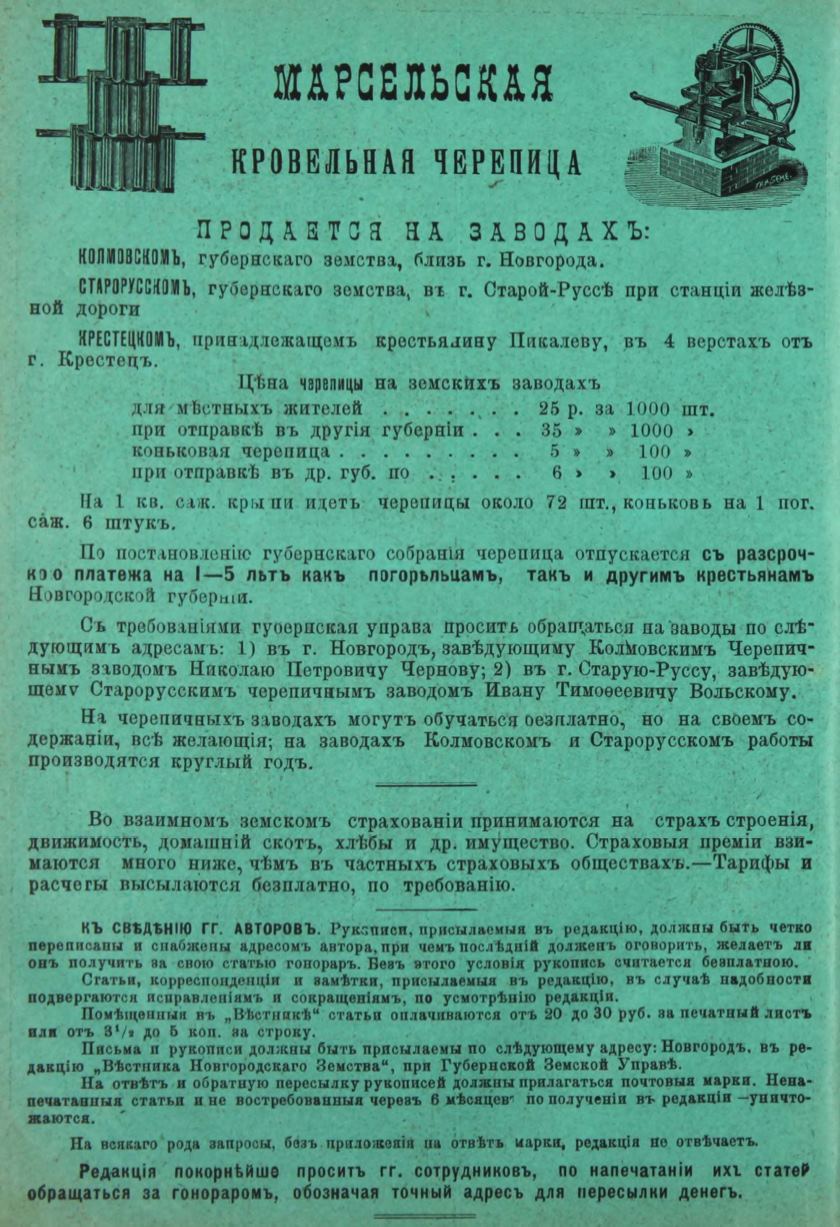 МАРСЕЛЬСКАЯ
КРОВЕЛЬНАЯ ЧЕРЕПИЦА
ПРОДАЕТСЯ НА ЗАВОДАХЪ:
КОЛМОВСКОМЪ, губернскаго земства, близь г. Новгорода.
СТАРОРУССКОМЪ, губернскаго земства, въ г. Старой-Руссѣ при станціи желѣз-
ной дороги
КРЕСТЕЦКОМЪ, принадлежащемъ крестьянину Пикалеву, въ 4 верстахъ отъ
г. Крестецъ.
Цѣна черепицы на земскихъ заводахъ
для мѣстныхъ жителей . . . . . . . 25 р. за 1000 шт.
при отправкѣ въ другія губерніи . . . 35 » » 1000 »
коньковая черепица . . . . . . . . . 5 » » 100 »
при отправкѣ въ др. губ. по . . . . . 6 » » 100 »
На 1 кв. саж. крыши идетъ черепицы около 72 шт., коньковъ на 1 пог.
саж. 6 штукъ.
По постановленію губернскаго собранія черепица отпускается съ разсроч-
кою платежа на I—5 лѣтъ какъ погорѣльцамъ, такъ и другимъ крестьянамъ
Новгородской губерніи.
Съ требованіями губернская управа проситъ обращаться на заводы по слѣ-
дующимъ адресамъ: 1) въ г. Новгородъ, завѣдующему Колмовскимъ Черепич-
нымъ заводомъ Николаю Петровичу Чернову; 2) въ г. Старую-Руссу, завѣдую-
щему Старорусскимъ черепичнымъ заводомъ Ивану Тимоѳеевичу Вольскому.
На черепичныхъ заводахъ могутъ обучаться безплатно, но на своемъ со-
держаніи, всѣ желающія; на заводахъ Колмовскомъ и Старорусскомъ работы
производятся круглый годъ.
Во взаимномъ земскомъ страхованіи принимаются на страхъ строенія,
движимость, домашній скотъ, хлѣбы и др. имущество. Страховыя преміи взи-
маются много ниже, чѣмъ въ частныхъ страховыхъ обществахъ.—Тарифы и
расчеты высылаются безплатно, по требованію.
КЪ СВѢДѢНІЮ ГГ. АВТОРОВЪ. Рукописи, присылаемыя въ редакцію, должны быть четко
переписаны и снабжены адресомъ автора, при чемъ послѣдній долженъ оговорить, желаетъ ли
онъ получить за свою статью гонораръ. Безъ этого условія рукопись считается безплатною.
Статьи, корреспонденціи и замѣтки, присылаемыя въ редакцію, въ случаѣ надобности
подвергаются исправленіямъ и сокращеніямъ, по усмотрѣнію редакціи.
Помѣщенныя въ „Вѣстникѣ“ статьи оплачиваются отъ 20 до 30 руб. за печатный листъ
или отъ 3¹/₂ до 5 коп. за строку.
Письма и рукописи должны быть присылаемы по слѣдующему адресу: Новгородъ, въ ре-
дакцію „Вѣстника Новгородскаго Земства“, при Губернской Земской Управѣ.
На отвѣтъ и обратную пересылку рукописей должны прилагаться почтовыя марки. Нена-
печатанныя статьи и не востребованныя черезъ 6 мѣсяцевъ по полученіи въ редакціи —уничто-
жаются.
На всякаго рода запросы, безъ приложенія на отвѣтъ марки, редакція не отвѣчаетъ.
Редакція покорнѣйше проситъ гг. сотрудниковъ, по напечатаніи ихъ статей
обращаться за гонораромъ, обозначая точный адресъ для пересылки денегъ.